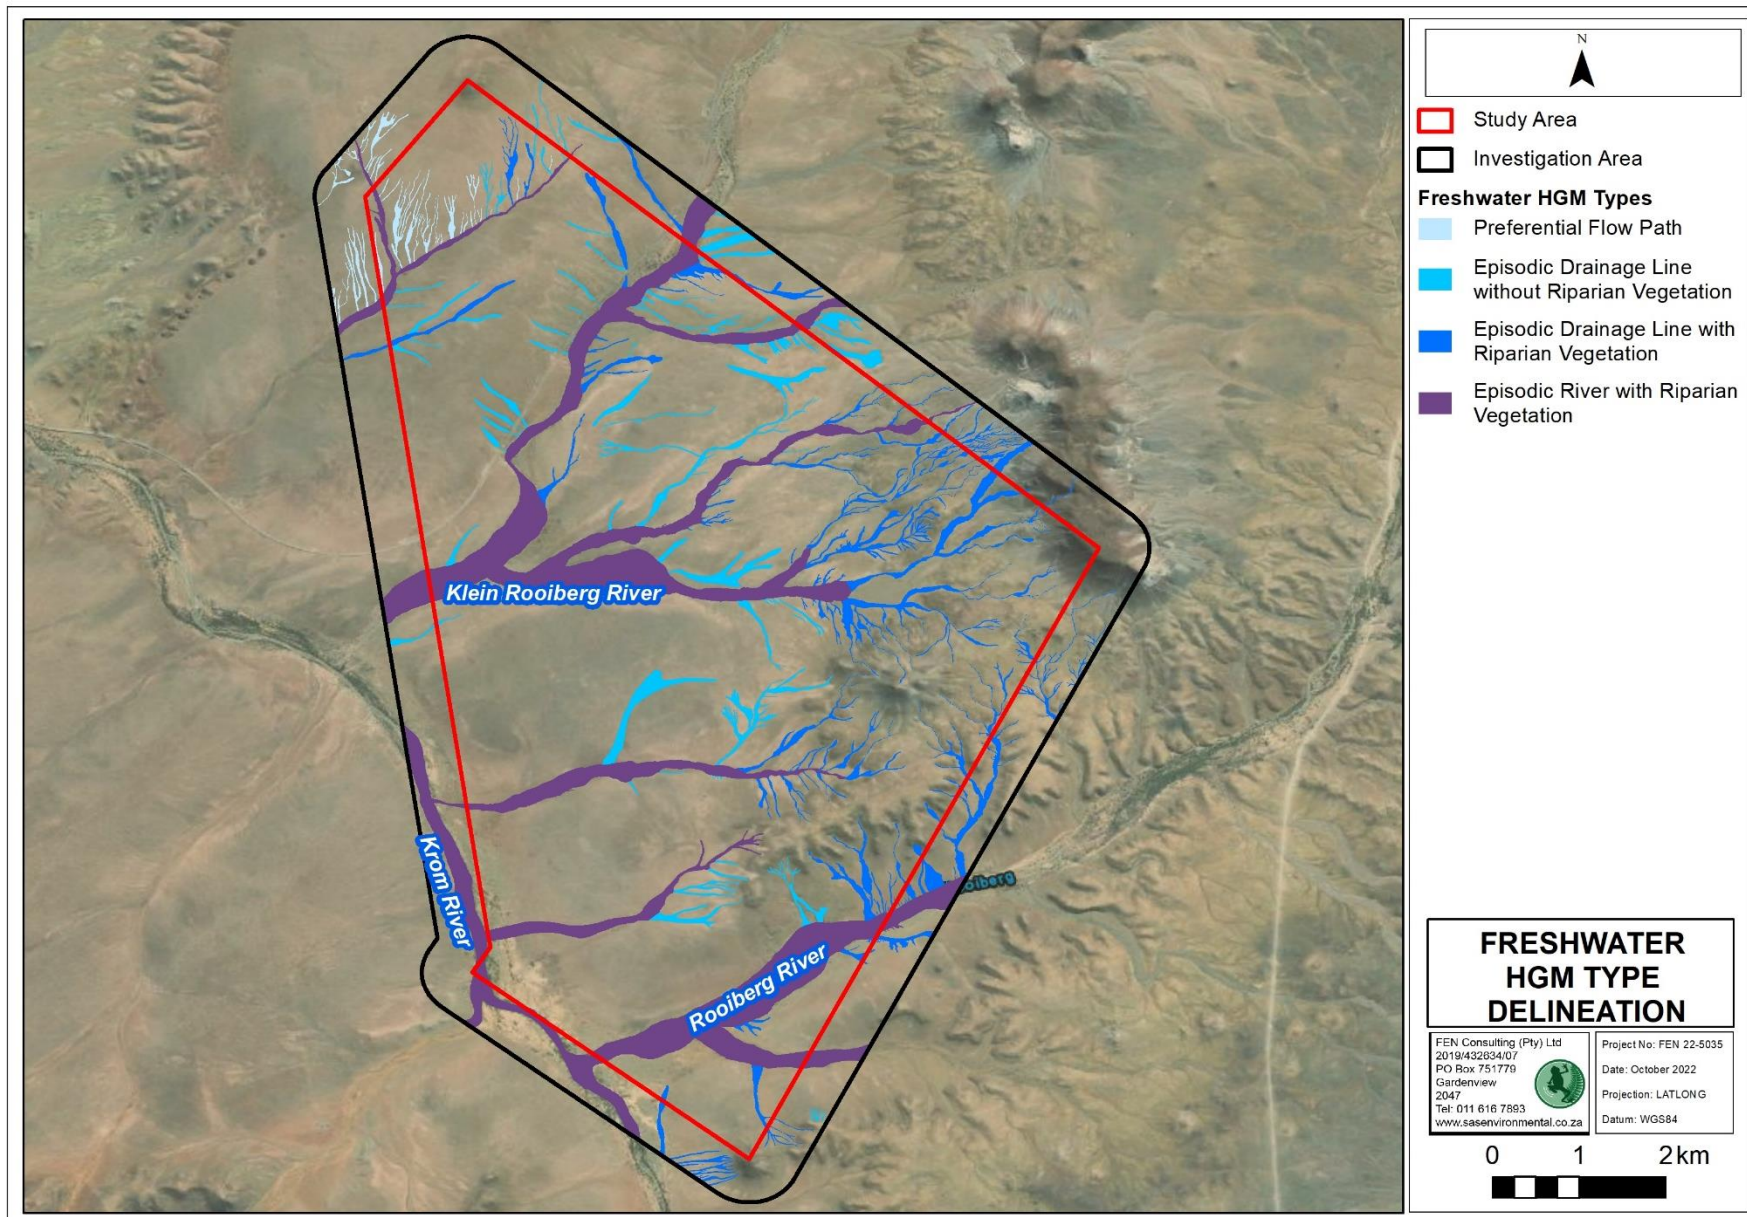 N
Study Area
Investigation Area
Freshwater HGM Types
Preferential Flow Path
Episodic Drainage Line
without Riparian Vegetation
Episodic Drainage Line with
Riparian Vegetation
Episodic River with Riparian
Vegetation
Klein Rooiberg River
Krom River
Rooiberg River
FRESHWATER
HGM TYPE
DELINEATION
FEN Consulting (Pty) Ltd
2019/432634/07
PO Box 751779
Gardenview
2047
Tel: 011 616 7893
www.sasenvironmental.co.za
Project No: FEN 22-5035
Date: October 2022
Projection: LATLONG
Datum: WGS84
0 1 2 km